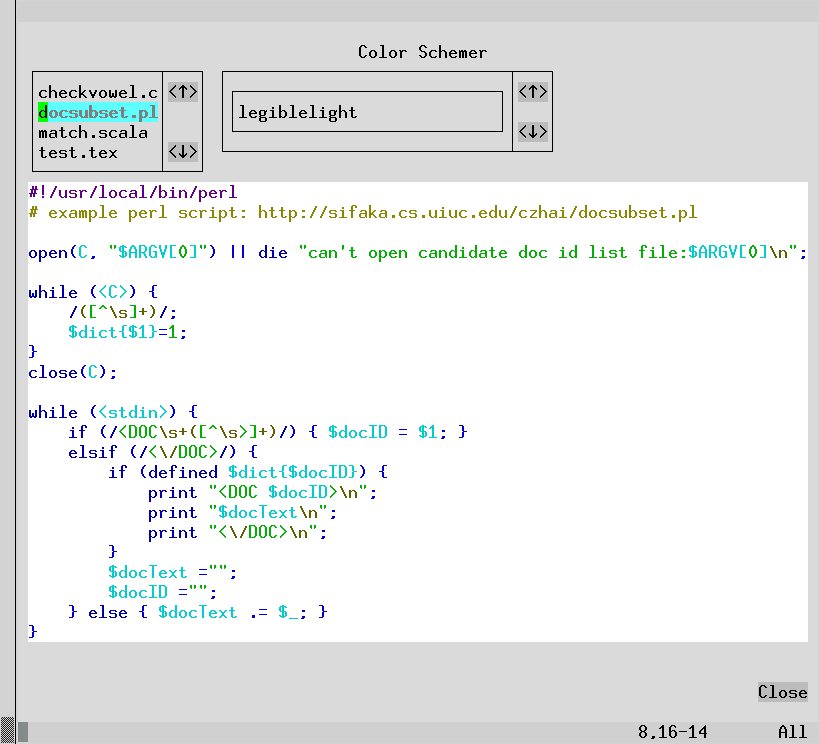 Color Schemer
checkvowel.c <↑>
docsubset.pl
match.scala
test.tex <↓>
legiblelight
<↑>
<↓>
#!/usr/local/bin/perl
# example perl script: http://sifaka.cs.uiuc.edu/czhai/docsubset.pl
open(C, "$ARGV[0]") || die "can't open candidate doc id list file:$ARGV[0]\n";
while (<C>) {
    /([^\s]+)/;
    $dict{$1}=1;
}
close(C);
while (<stdin>) {
    if (/<DOC\s+([^\s>]+)/) { $docID = $1; }
    elsif (/<\/DOC>/) {
        if (defined $dict{$docID}) {
            print "<DOC $docID>\n";
            print "$docText\n";
            print "<\/DOC>\n";
        }
        $docText ="";
        $docID ="";
    } else { $docText .= $_; }
}
Close
8,16-14 All